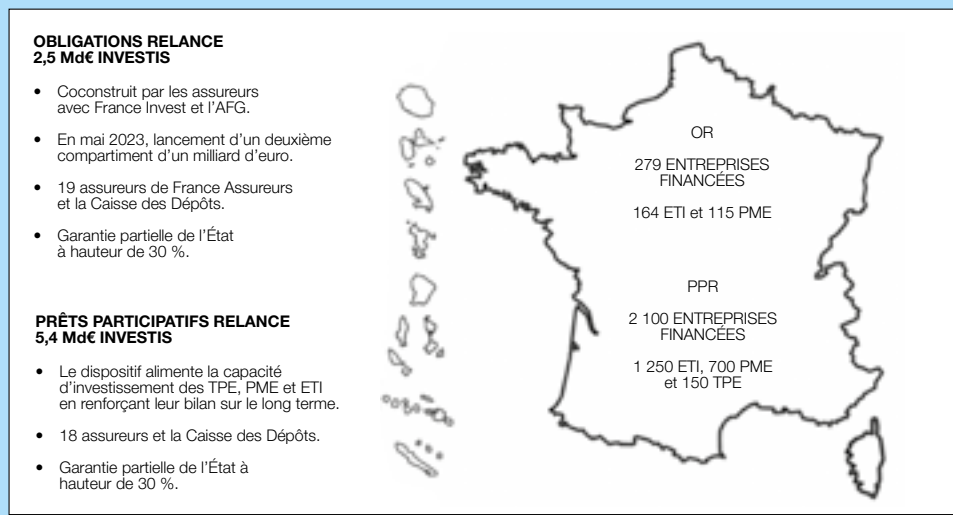 OBLIGATIONS RELANCE
2,5 Md€ INVESTIS
• Coconstruit par les assureurs
avec France Invest et l'AFG.
• En mai 2023, lancement d'un deuxième
compartiment d'un milliard d'euro.
• 19 assureurs de France Assureurs
et la Caisse des Dépôts.
• Garantie partielle de l'État
à hauteur de 30 %.
PRÊTS PARTICIPATIFS RELANCE
5,4 Md€ INVESTIS
• Le dispositif alimente la capacité
d'investissement des TPE, PME et ETI
en renforçant leur bilan sur le long terme.
• 18 assureurs et la Caisse des Dépôts.
• Garantie partielle de l'État à
hauteur de 30 %.
OR
279 ENTREPRISES
FINANCÉES
164 ETI et 115 PME
PPR
2 100 ENTREPRISES
FINANCÉES
1 250 ETI, 700 PME
et 150 TPE